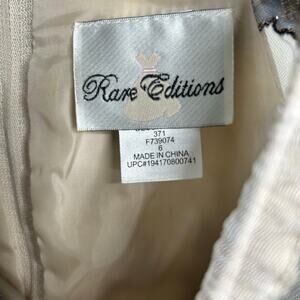 Rare Editions
371
F739074
6
MADE IN CHINA
UPC#194170800741